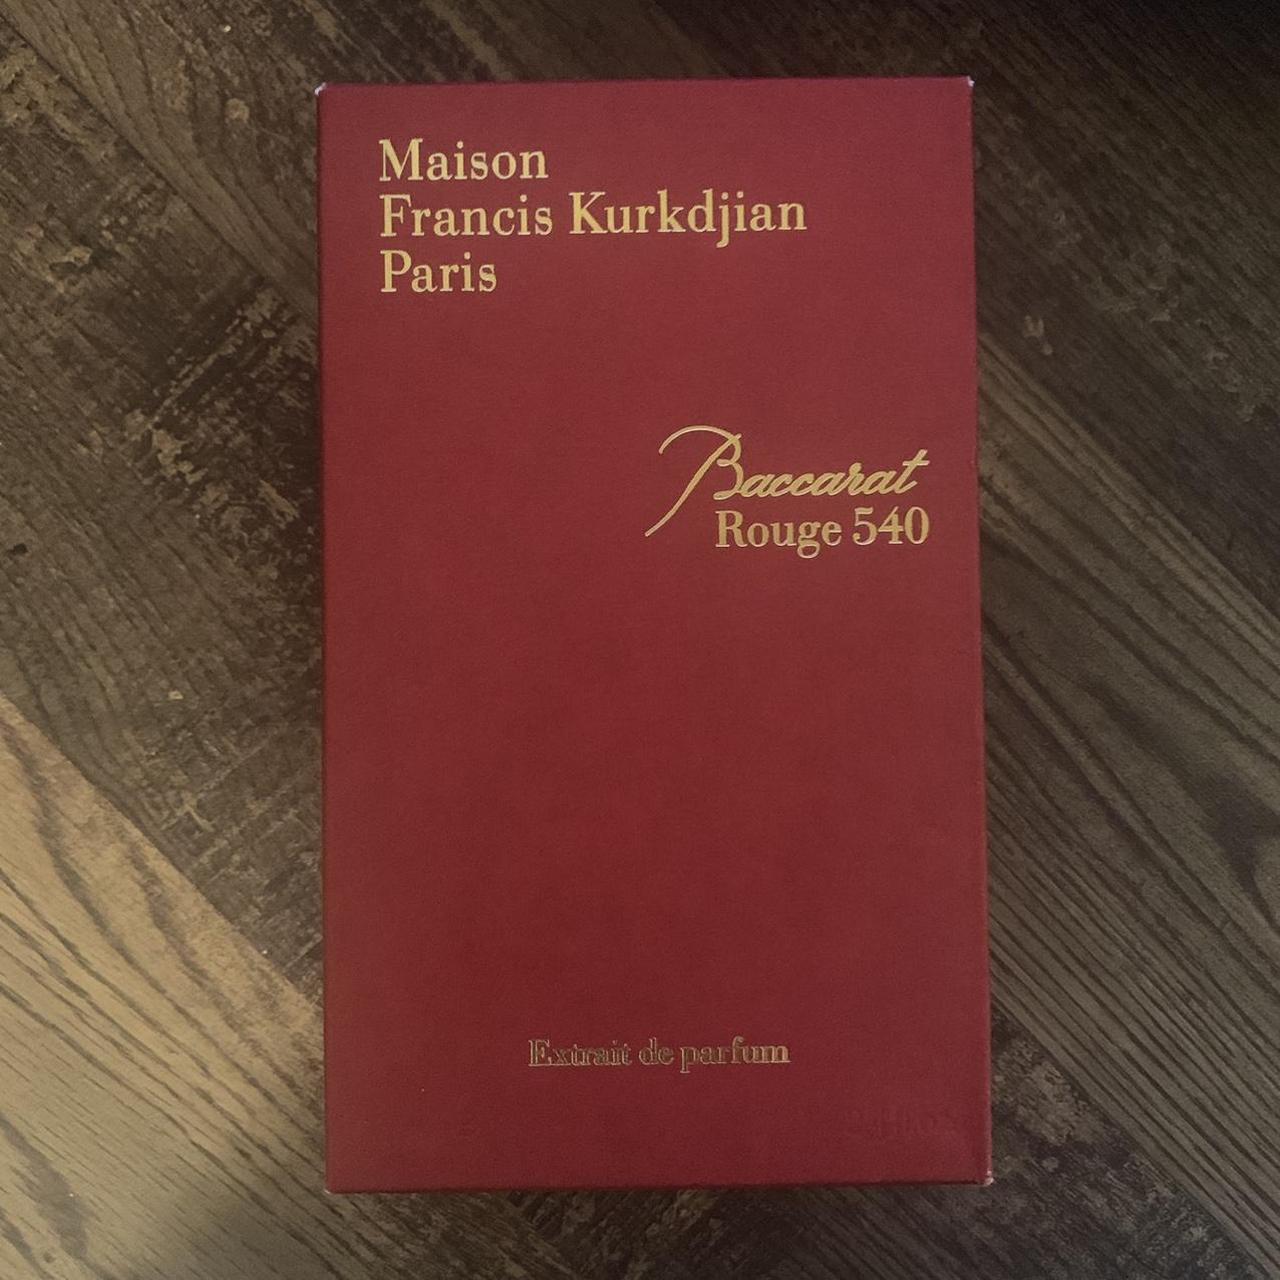 Maison
Francis Kurkdjian
Paris
Baccarat
Rouge 540
Extrait de parfum